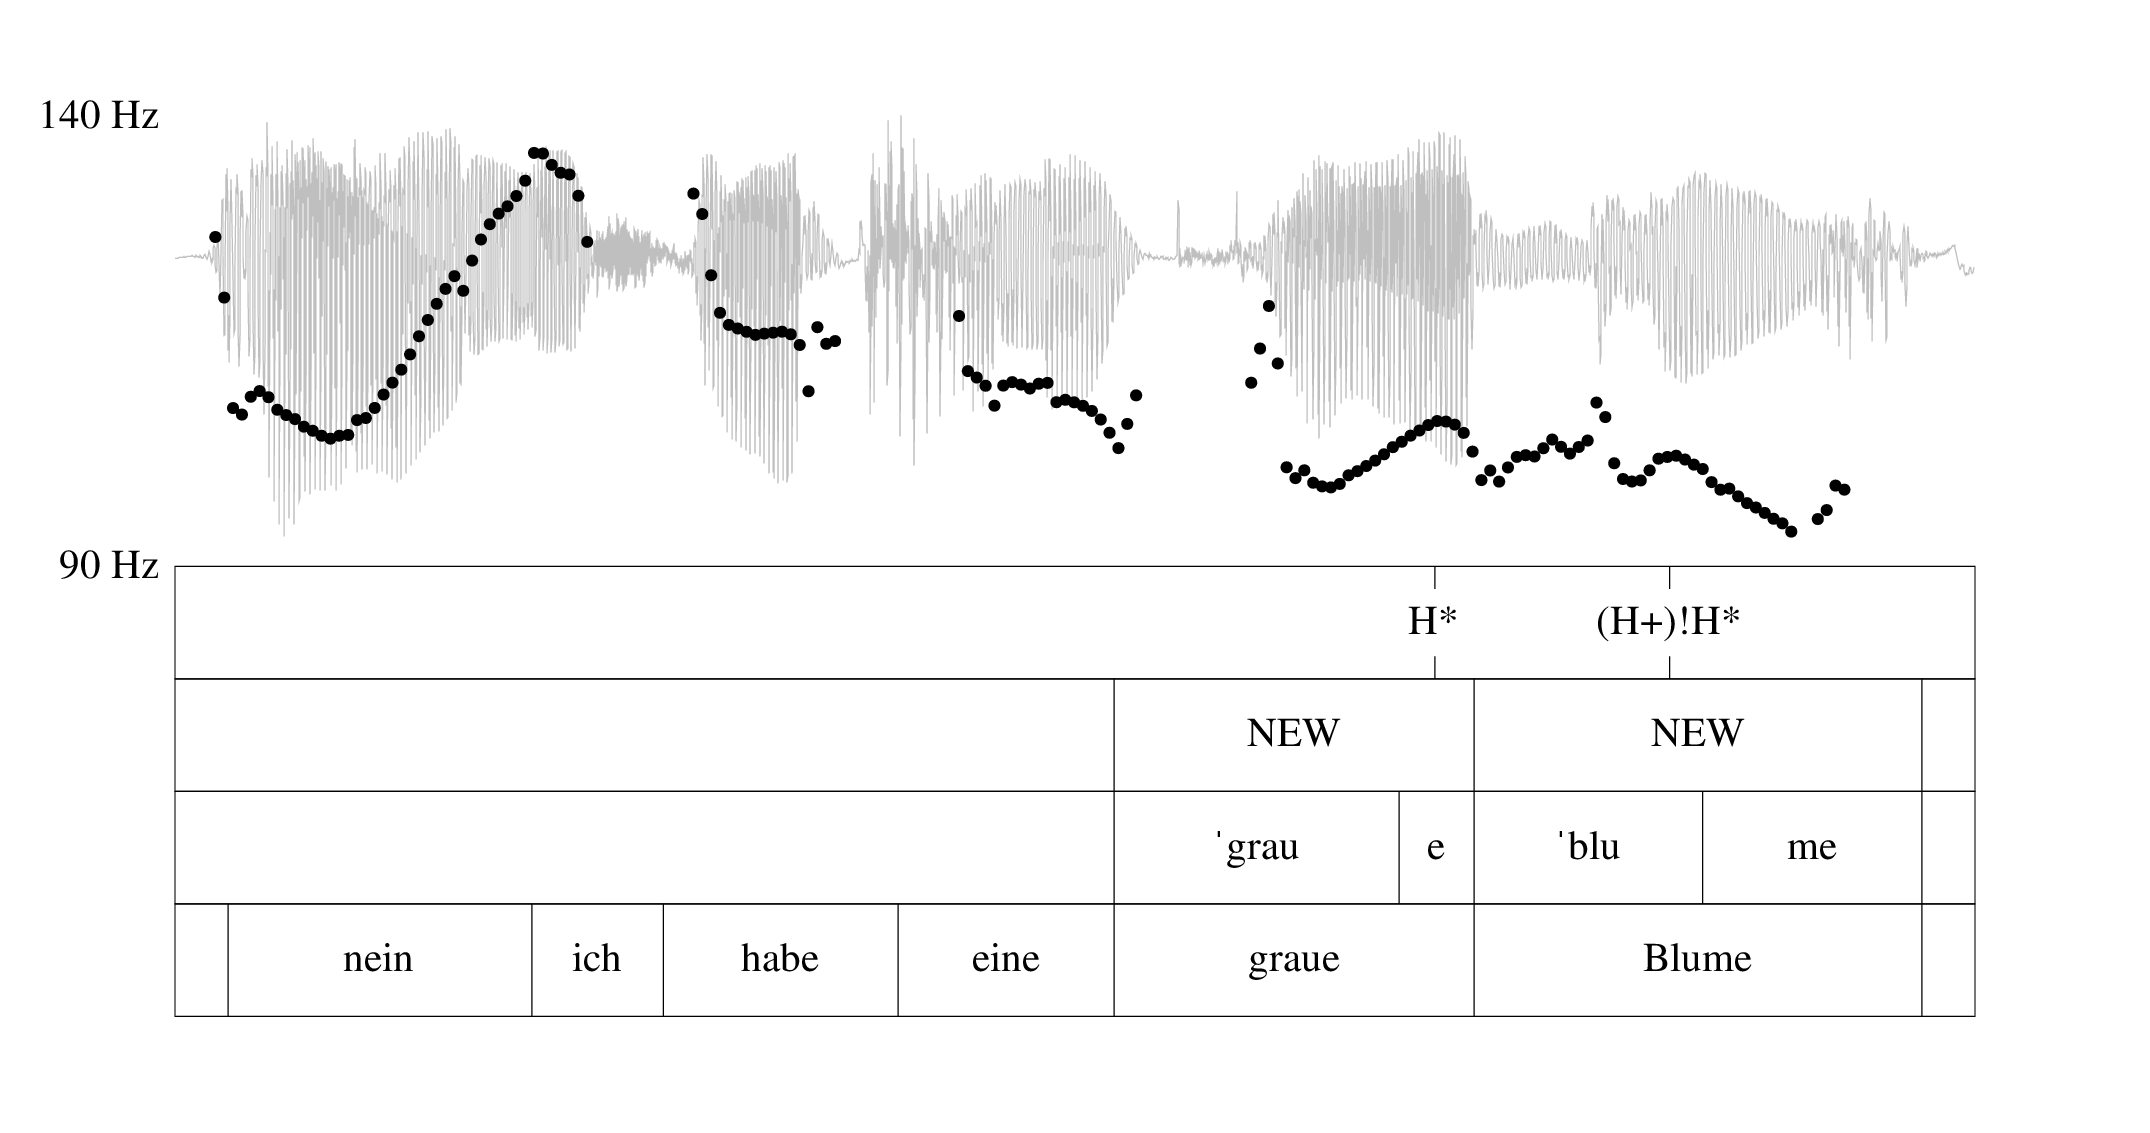 140 Hz
90 Hz
H* (H+)!H*
NEW NEW
ˈgrau e ˈblu me
nein ich habe eine graue Blume